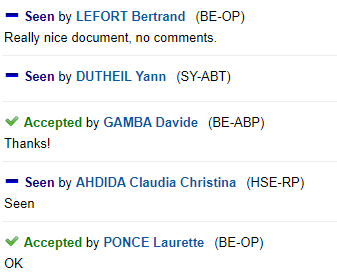 Seen by LEFORT Bertrand (BE-OP)
Really nice document, no comments.
Seen by DUTHEIL Yann (SY-ABT)
Accepted by GAMBA Davide (BE-ABP)
Thanks!
Seen by AHDIDA Claudia Christina (HSE-RP)
Seen
Accepted by PONCE Laurette (BE-OP)
OK